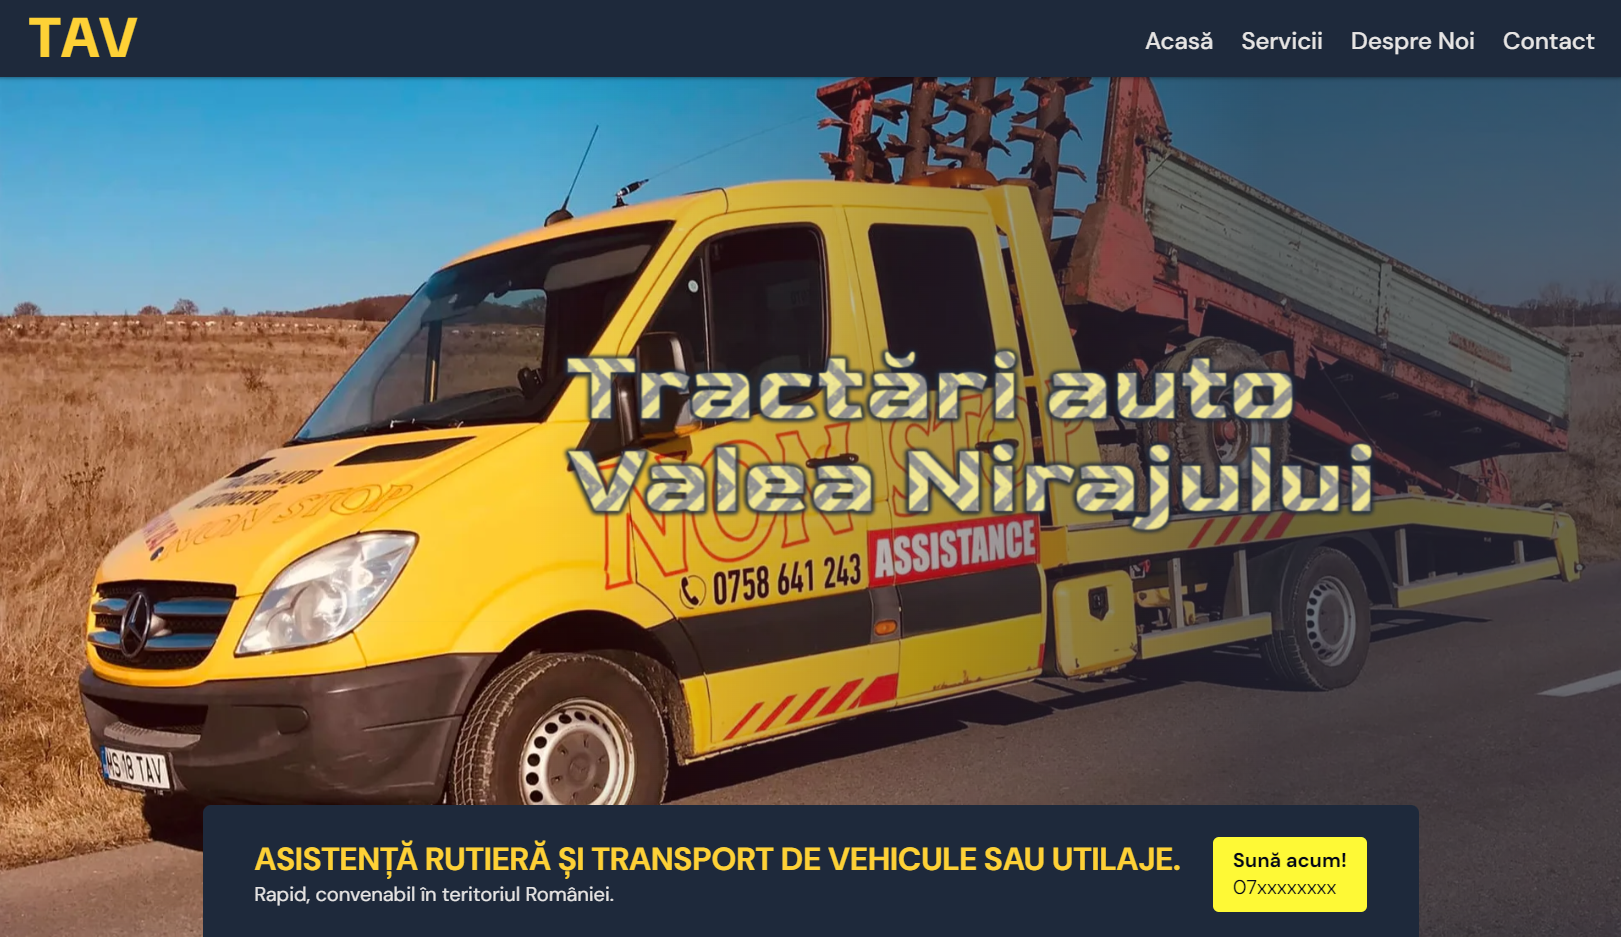 TAV
Acasă Servicii Despre Noi Contact
Tractări auto
Valea Nirajului
AUTO
NON STOP
NON STOP
0758 641 243
ASSISTANCE
MS 18 TAV
ASISTENȚĂ RUTIERĂ ȘI TRANSPORT DE VEHICULE SAU UTILAJE.
Rapid, convenabil în teritoriul României.
Sună acum!
07xxxxxxxx